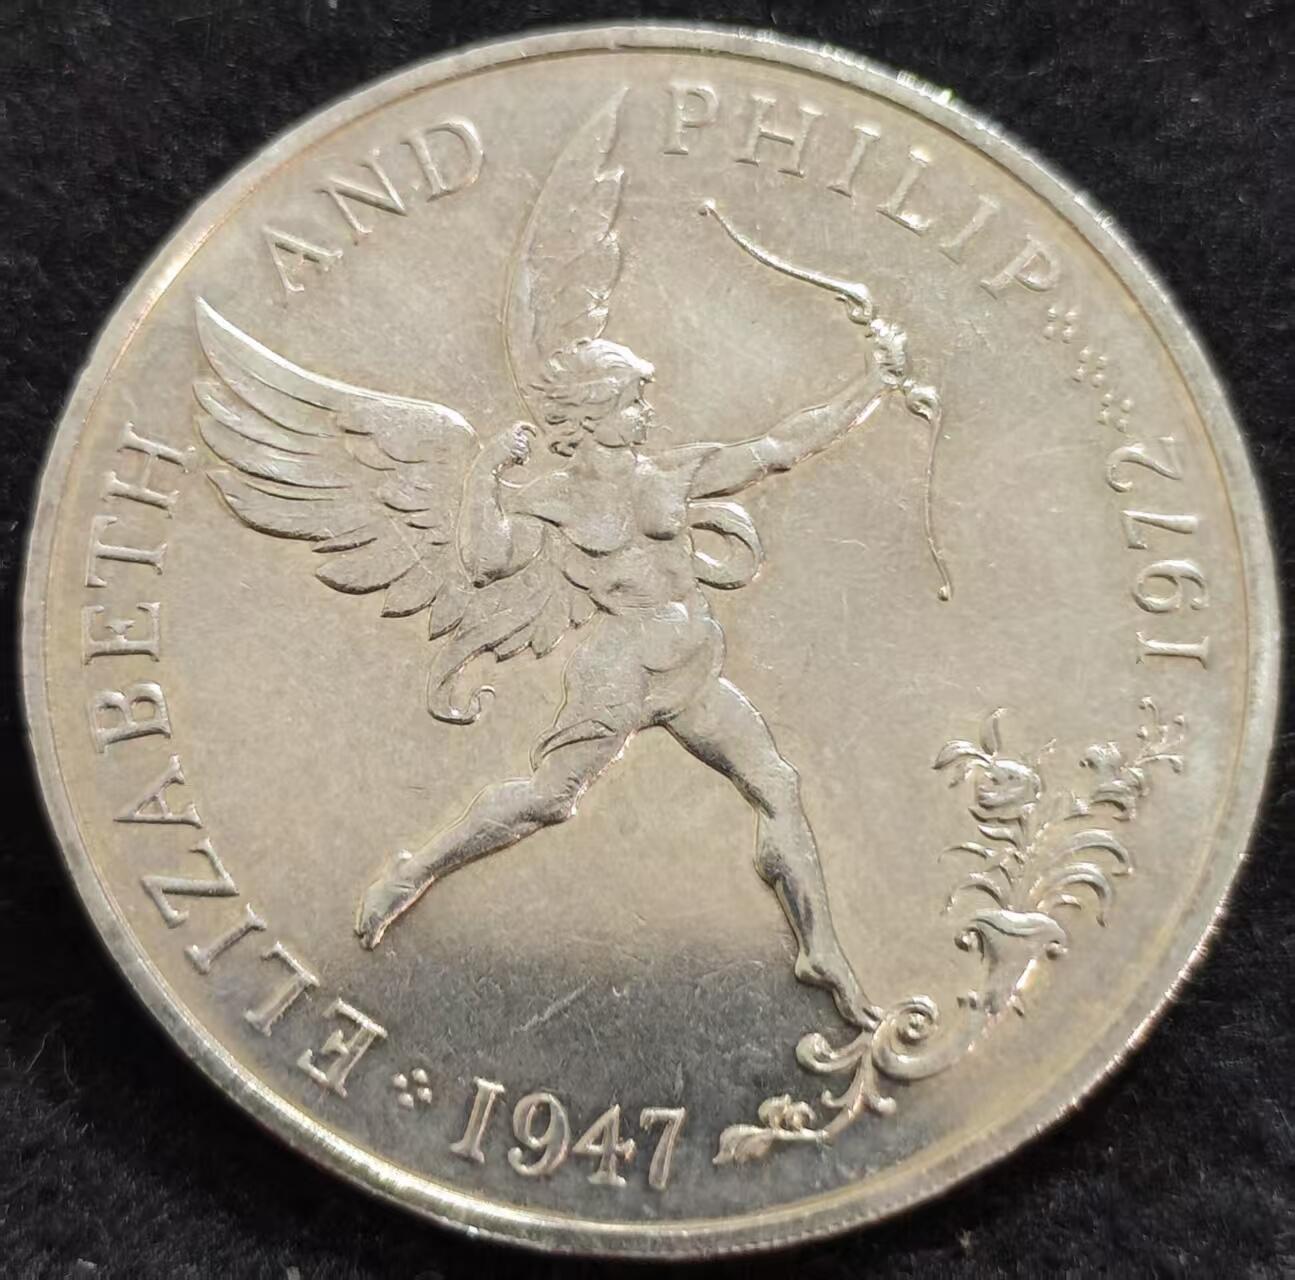 ELIZABETH AND PHILIP 1972
1947